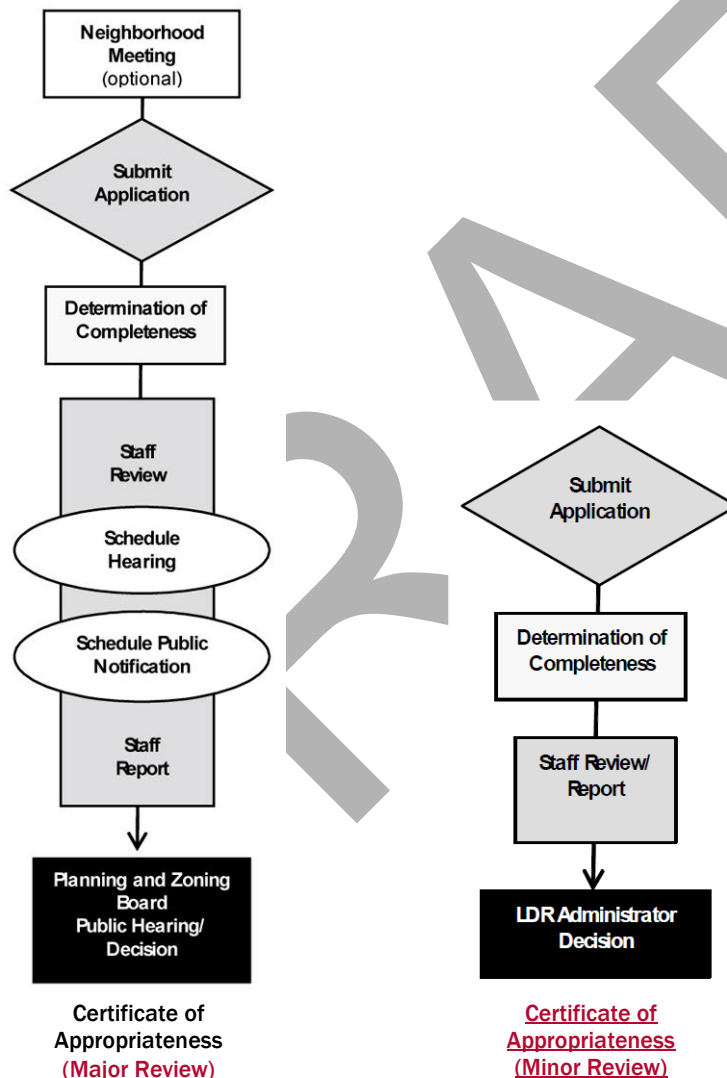 Neighborhood
Meeting
(optional)
Submit
Application
Determination of
Completeness
Staff
Review
Schedule
Hearing
Schedule Public
Notification
Staff
Report
Planning and Zoning
Board
Public Hearing/
Decision
Certificate of
Appropriateness
(Major Review)
Submit
Application
Determination of
Completeness
Staff Review/
Report
LDR Administrator
Decision
Certificate of
Appropriateness
(Minor Review)